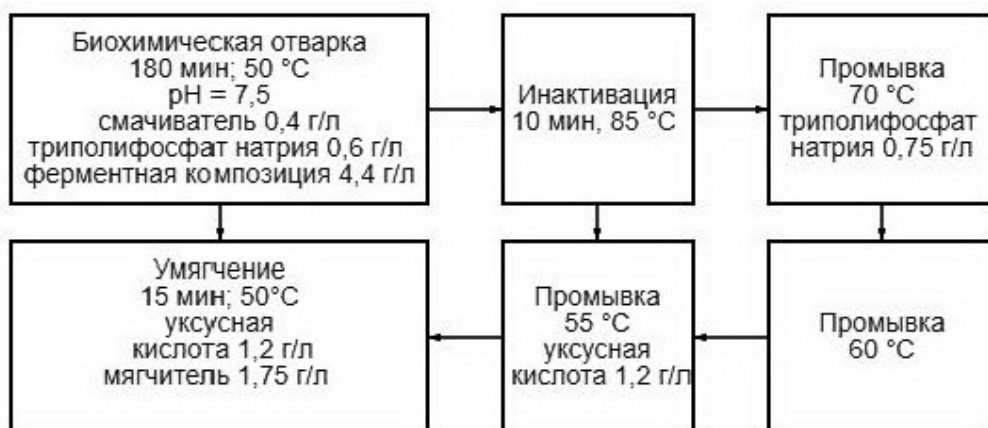 Биохимическая отварка
180 мин; 50 °C
pH = 7,5
смачиватель 0,4 г/л
триполифосфат натрия 0,6 г/л
ферментная композиция 4,4 г/л
Инактивация
10 мин, 85 °C
Промывка
70 °C
триполифосфат
натрия 0,75 г/л
Умягчение
15 мин; 50°C
уксусная
кислота 1,2 г/л
мягчитель 1,75 г/л
Промывка
55 °C
уксусная
кислота 1,2 г/л
Промывка
60 °C